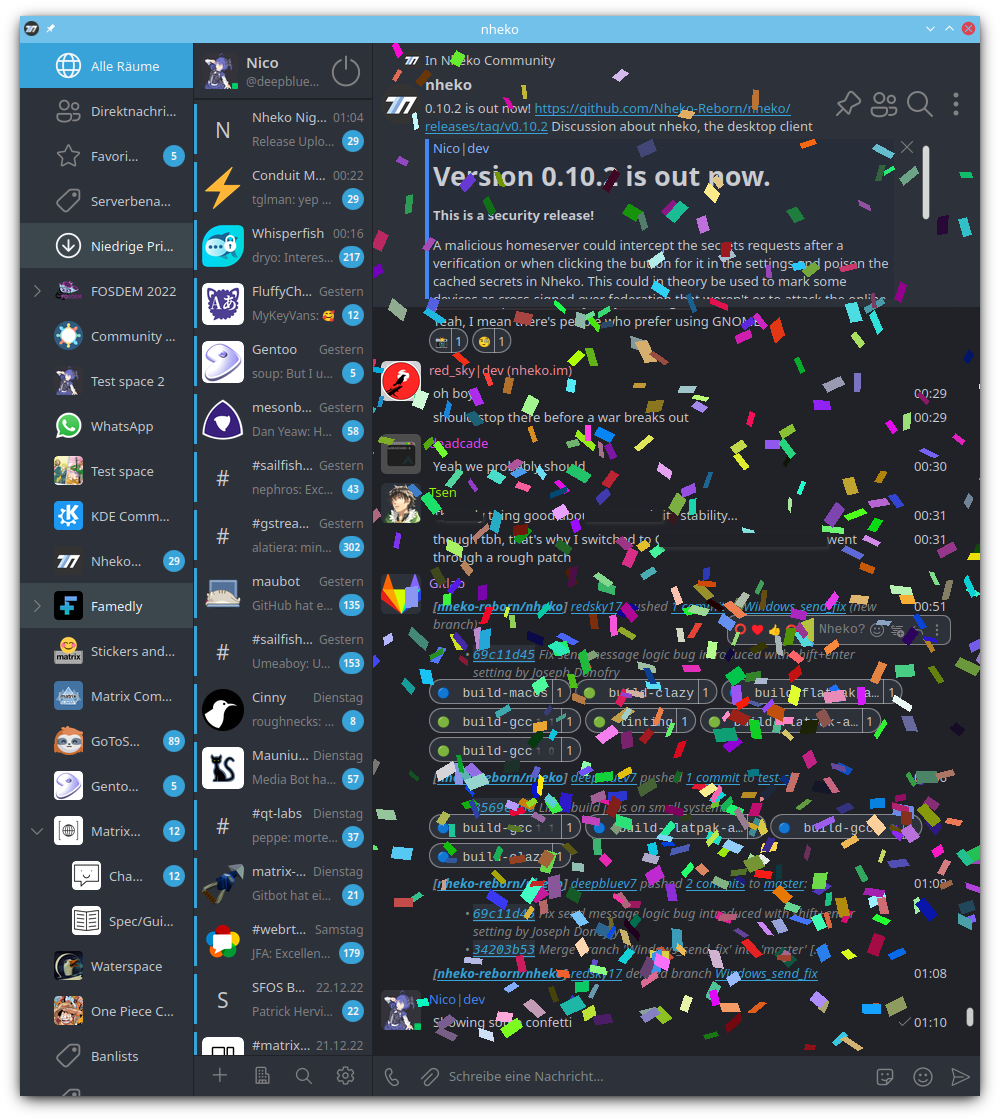 nheko
Alle Räume
Direktnachri...
Favori...
5
Serverbena...
Niedrige Pri...
FOSDEM 2022
Community ...
Test space 2
WhatsApp
Test space
KDE Comm...
Nheko...
29
Famedly
Stickers and...
Matrix Com...
GoToS...
89
Gento...
5
Matrix...
12
Cha...
12
Spec/Gui...
Waterspace
One Piece C...
Banlists
Nico
@deepblue...
N
Nheko Nig...
01:04
Release Uplo...
29
Conduit M...
00:22
tglman: yep ...
29
Whisperfish
00:16
dryo: Interes...
217
FluffyCh...
Gestern
MyKeyVans: 🥰
12
Gentoo
Gestern
soup: But I u...
5
mesonb...
Gestern
Dan Yeaw: H...
58
#
#sailfish...
Gestern
nephros: Exc...
43
#
#gstrea...
Gestern
alatiera: min...
302
maubot
Gestern
GitHub hat e...
135
#
#sailfish...
Gestern
Umeaboy: U...
153
Cinny
Dienstag
roughnecks: ...
8
Mauniu...
Dienstag
Media Bot ha...
57
#
#qt-labs
Dienstag
peppe: morte...
37
matrix-...
Dienstag
Gitbot hat ei...
21
#webrt...
Samstag
JFA: Excellen...
179
S
SFOS B...
22.12.22
Patrick Hervi...
22
#matrix...
21.12.22
In Nheko Community
nheko
0.10.2 is out now! https://github.com/Nheko-Reborn/nheko/
releases/tag/v0.10.2 Discussion about nheko, the desktop client
Nico|dev
Version 0.10.2 is out now.
This is a security release!
A malicious homeserver could intercept the secrets requests after a
verification or when clicking the button for it in the settings and poison the
cached secrets in Nheko. This could in theory be used to mark some
devices as cross-signed over federation that weren't or to attack the online
Yeah, I mean there's people who prefer using GNOME
1
1
red_sky|dev (nheko.im)
oh boy
00:29
should stop there before a war breaks out
00:29
leadcade
Yeah we probably should
00:30
Tsen
thing good about
stability...
00:31
though tbh, that's why I switched to
went
00:31
through a rough patch
[nheko-reborn/nheko] redsky17 pushed 1 commit to Windows_send_fix (new
00:51
branch)
Nheko?
• 69c11d45 Fix send message logic bug introduced with shift+enter
setting by Joseph Donofry
build-macos 1
build-clazy 1
build-flatpak-a… 1
build-gcc 1
linting 1
build-flatpak-a… 1
build-gcc 1
[nheko-reborn/nheko] deepbluev7 pushed 1 commit to test
build
on small system
build-gcc 1
build-flatpak-a…
build-gcc
build-clazy 1
[nheko-reborn/nheko] deepbluev7 pushed 2 commits to master:
01:08
• 69c11d45 Fix send message logic bug introduced with shift+enter
setting by Joseph Donofry
• 34203b53 Merge branch 'Windows_send_fix' into 'master' [...
[nheko-reborn/nheko] redsky17 deleted branch Windows_send_fix
01:08
Nico|dev
Showing some confetti
01:10
Schreibe eine Nachricht...